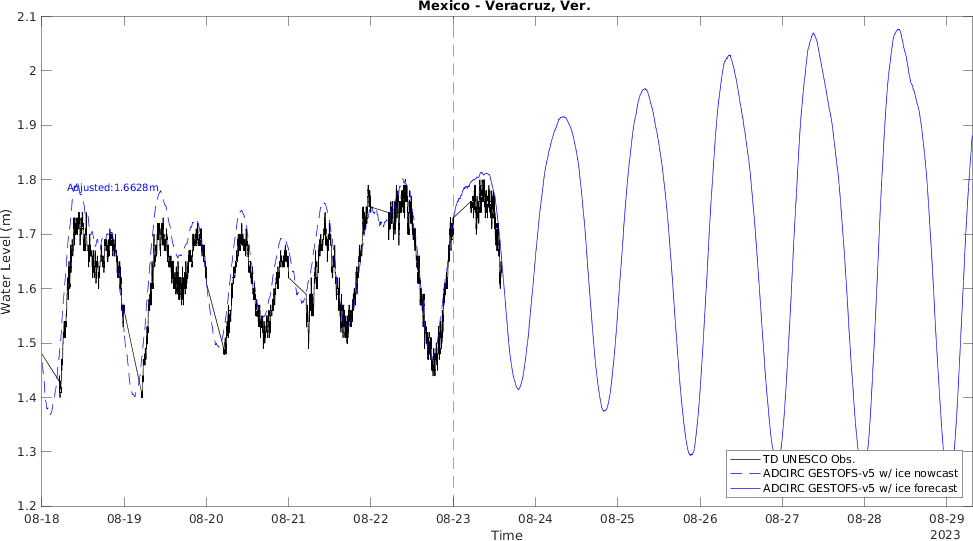 Mexico - Veracruz, Ver.
2.1
2
1.9
1.8
1.7
1.6
1.5
1.4
1.3
1.2
Water Level (m)
Adjusted:1.6628m
TD UNESCO Obs.
ADCIRC GESTOFS-v5 w/ ice nowcast
ADCIRC GESTOFS-v5 w/ ice forecast
08-18 08-19 08-20 08-21 08-22 08-23 08-24 08-25 08-26 08-27 08-28 08-29
2023
Time